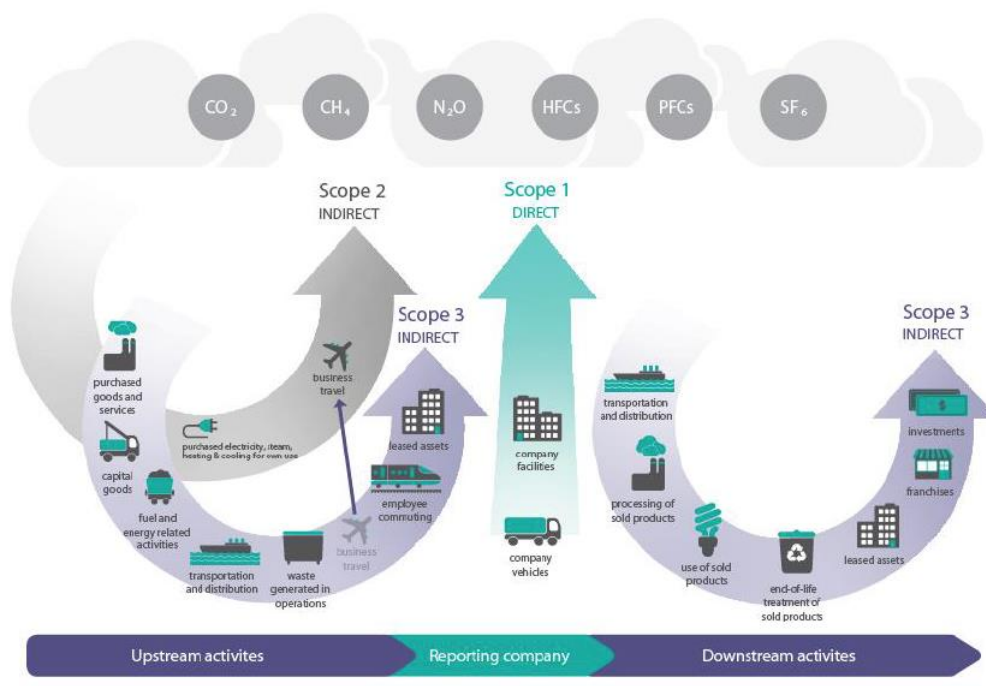 CO₂
CH₄
N₂O
HFCs
PFCs
SF₆
Scope 2
INDIRECT
Scope 1
DIRECT
Scope 3
INDIRECT
Scope 3
INDIRECT
purchased
goods and
services
capital
goods
fuel and
energy related
activities
transportation
and distribution
waste
generated in
operations
business
travel
employee
commuting
leased assets
purchased electricity, steam,
heating & cooling for own use
business
travel
company
facilities
company
vehicles
transportation
and distribution
processing of
sold products
use of sold
products
end-of-life
treatment of
sold products
leased assets
franchises
investments
Upstream activites
Reporting company
Downstream activites